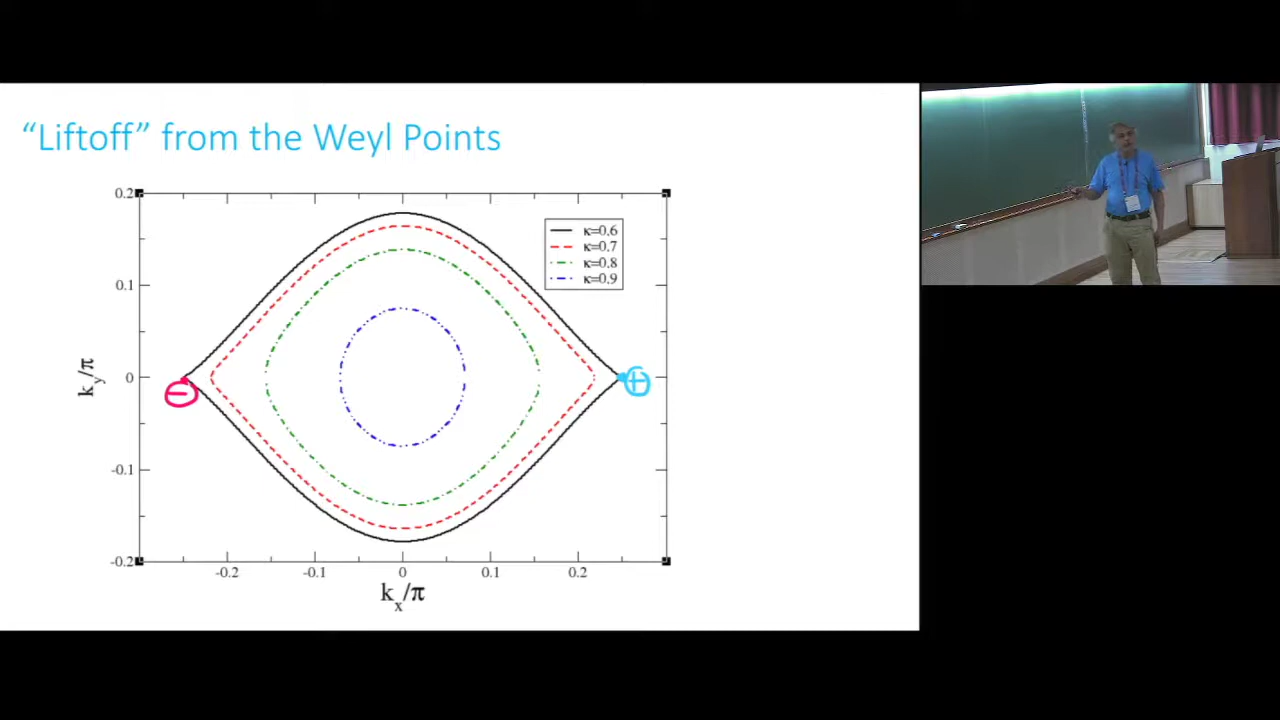 “Liftoff” from the Weyl Points
0.2
0.1
0
-0.1
-0.2
k_y/π
κ=0.6
κ=0.7
κ=0.8
κ=0.9
−
+
-0.2
-0.1
0
0.1
0.2
k_x/π